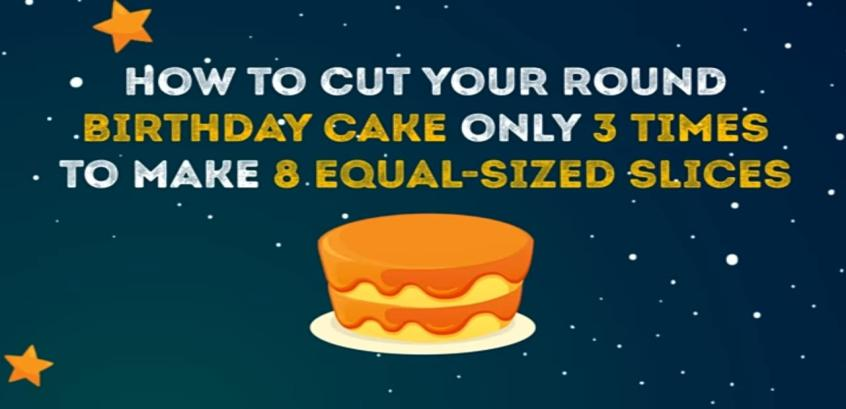 HOW TO CUT YOUR ROUND
BIRTHDAY CAKE ONLY 3 TIMES
TO MAKE 8 EQUAL-SIZED SLICES